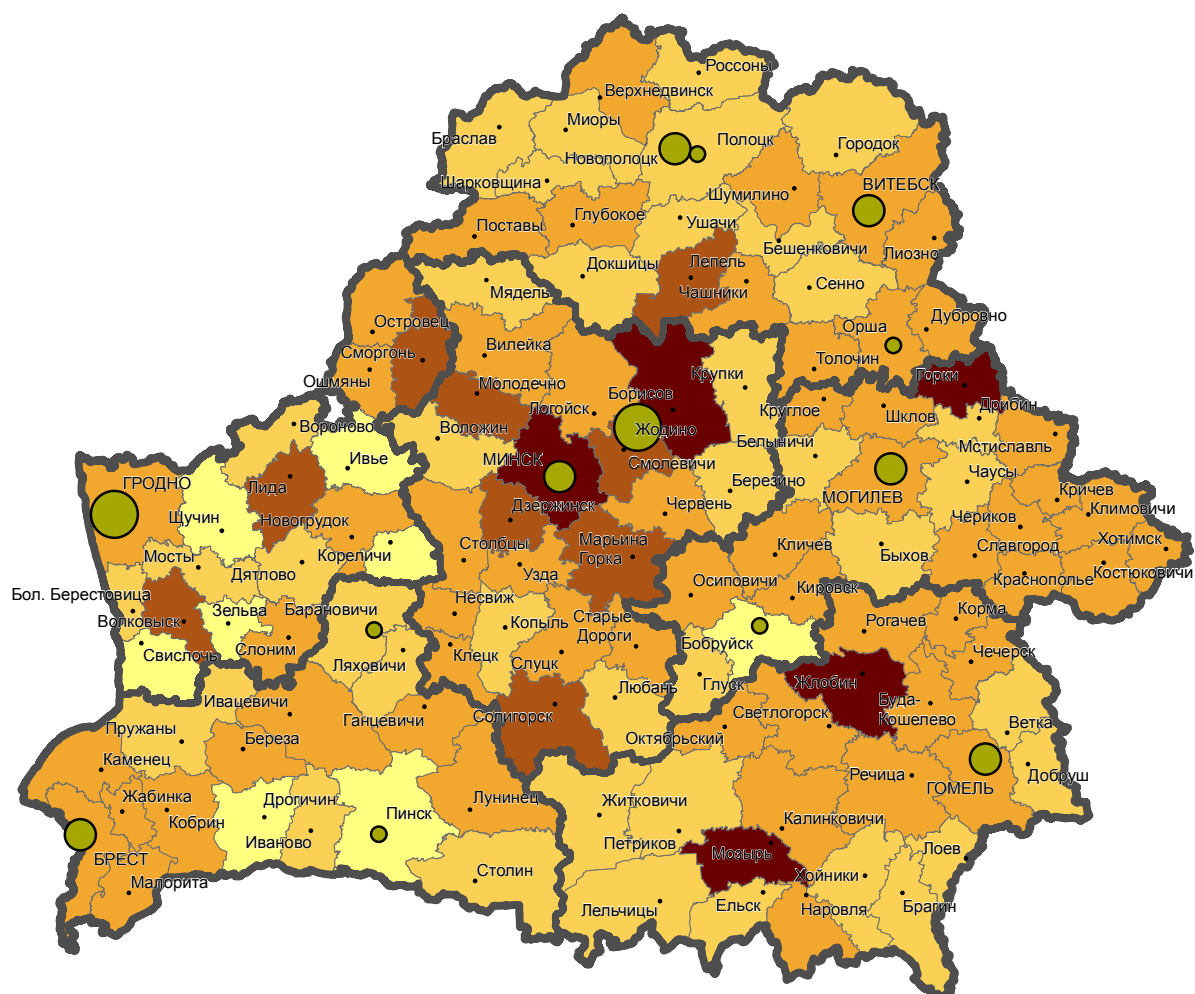 Россоны
Верхнедвинск
Миоры
Браслав
Полоцк
Городок
Новополоцк
Шарковщина
ВИТЕБСК
Шумилино
Глубокое
Ушачи
Поставы
Бешенковичи
Лиозно
Докшицы
Лепель
Сенно
Мядель
Чашники
Дубровно
Островец
Орша
Вилейка
Сморгонь
Толочин
Крупки
Горки
Ошмяны
Молодечно
Борисов
Дрибин
Логойск
Круглое
Шклов
Вороново
Воложин
Жодино
Белыничи
Мстиславль
Ивье
МИНСК
Смолевичи
Чаусы
ГРОДНО
Лида
Березино
МОГИЛЕВ
Кричев
Дзержинск
Червень
Климовичи
Щучин
Новогрудок
Чериков
Хотимск
Мосты
Кореличи
Столбцы
Марьина
Горка
Кличев
Быхов
Славгород
Дятлово
Узда
Осиповичи
Краснополье
Костюковичи
Бол. Берестовица
Зельва
Барановичи
Несвиж
Кировск
Корма
Волковыск
Копыль
Старые
Дороги
Рогачев
Свислочь
Слоним
Ляховичи
Клецк
Слуцк
Бобруйск
Чечерск
Жлобин
Глуск
Любань
Буда-
Кошелево
Ивацевичи
Ганцевичи
Солигорск
Светлогорск
Ветка
Пружаны
Береза
Октябрьский
Каменец
Речица
ГОМЕЛЬ
Добруш
Жабинка
Дрогичин
Лунинец
Житковичи
Кобрин
Пинск
Калинковичи
Иваново
Петриков
Мозырь
Лоев
БРЕСТ
Столин
Хойники
Малорита
Лельчицы
Ельск
Наровля
Брагин